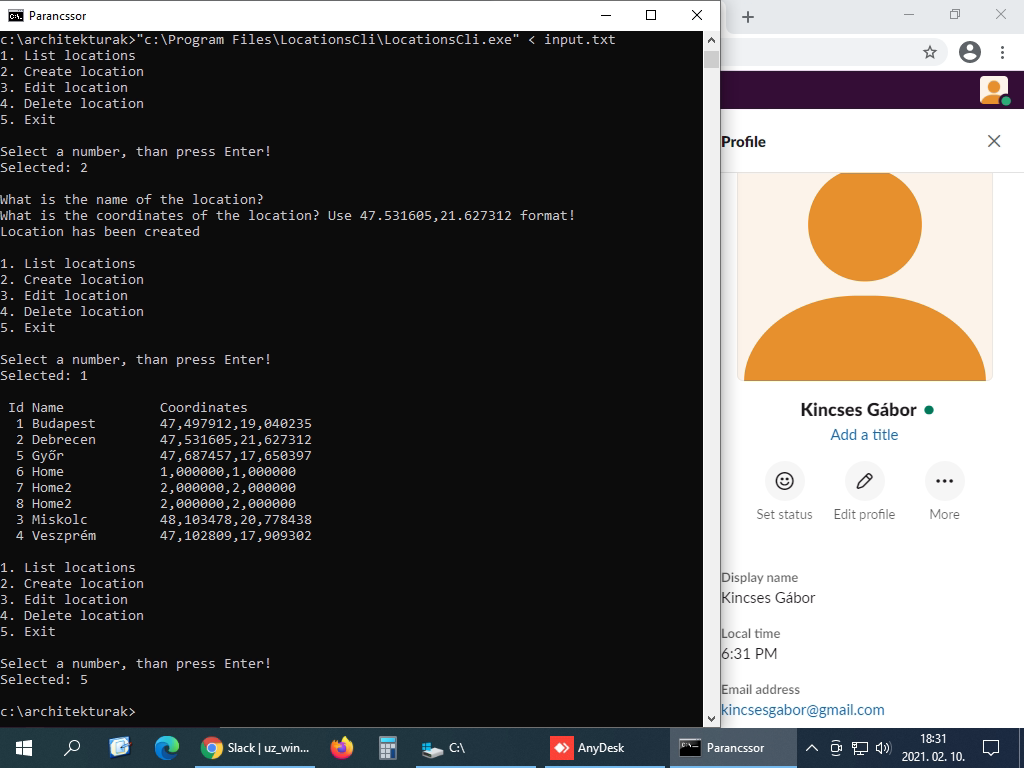 Parancssor
c:\architekturak>"c:\Program Files\LocationsCli\LocationsCli.exe" < input.txt
1. List locations
2. Create location
3. Edit location
4. Delete location
5. Exit
Select a number, than press Enter!
Selected: 2
What is the name of the location?
What is the coordinates of the location? Use 47.531605,21.627312 format!
Location has been created
1. List locations
2. Create location
3. Edit location
4. Delete location
5. Exit
Select a number, than press Enter!
Selected: 1
Id Name Coordinates
1 Budapest 47,497912,19,040235
2 Debrecen 47,531605,21,627312
5 Győr 47,687457,17,650397
6 Home 1,000000,1,000000
7 Home2 2,000000,2,000000
8 Home2 2,000000,2,000000
3 Miskolc 48,103478,20,778438
4 Veszprém 47,102809,17,909302
1. List locations
2. Create location
3. Edit location
4. Delete location
5. Exit
Select a number, than press Enter!
Selected: 5
c:\architekturak>
Profile
Kincses Gábor
Add a title
Set status
Edit profile
More
Display name
Kincses Gábor
Local time
6:31 PM
Email address
kincsesgabor@gmail.com
Slack | uz_win...
C:\
AnyDesk
Parancssor
18:31
2021. 02. 10.